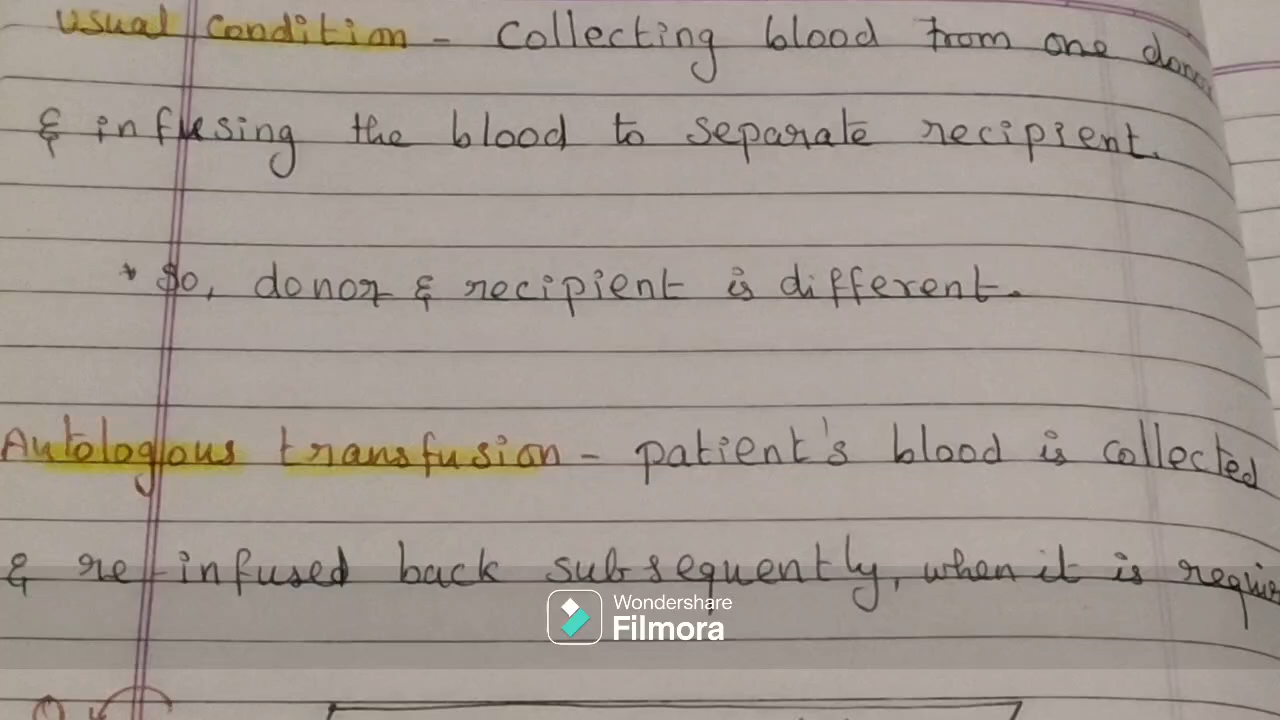 Usual Condition - Collecting blood from one donor
& infusing the blood to separate recipient.
* So, donor & recipient is different.
Autologous transfusion - patient's blood is collected
& re-infused back subsequently, when it is
Wondershare
Filmora